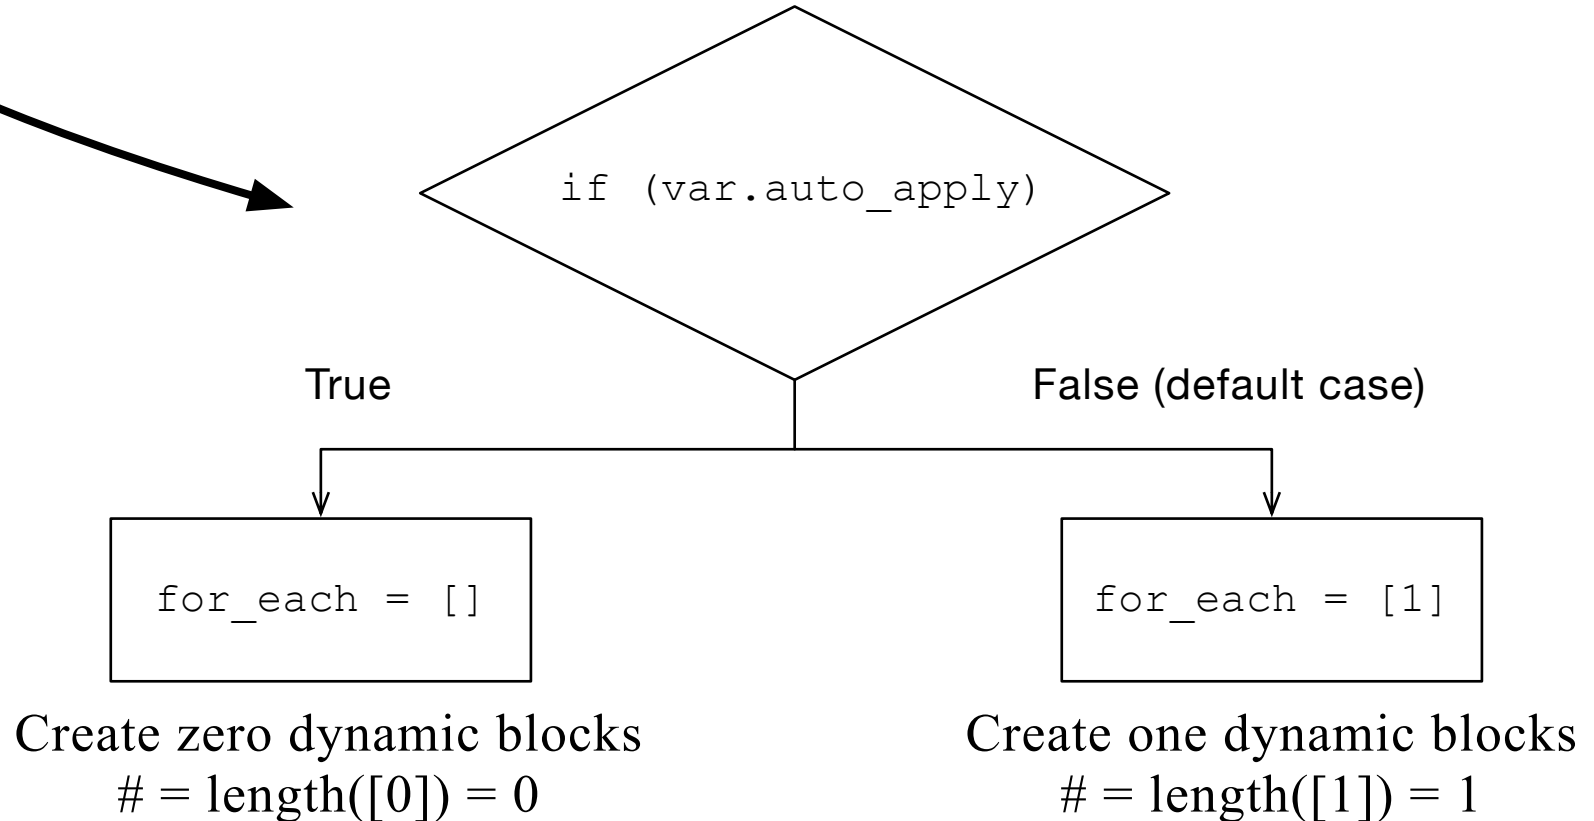 if (var.auto_apply)
True
False (default case)
for_each = []
for_each = [1]
Create zero dynamic blocks
# = length([0]) = 0
Create one dynamic blocks
# = length([1]) = 1